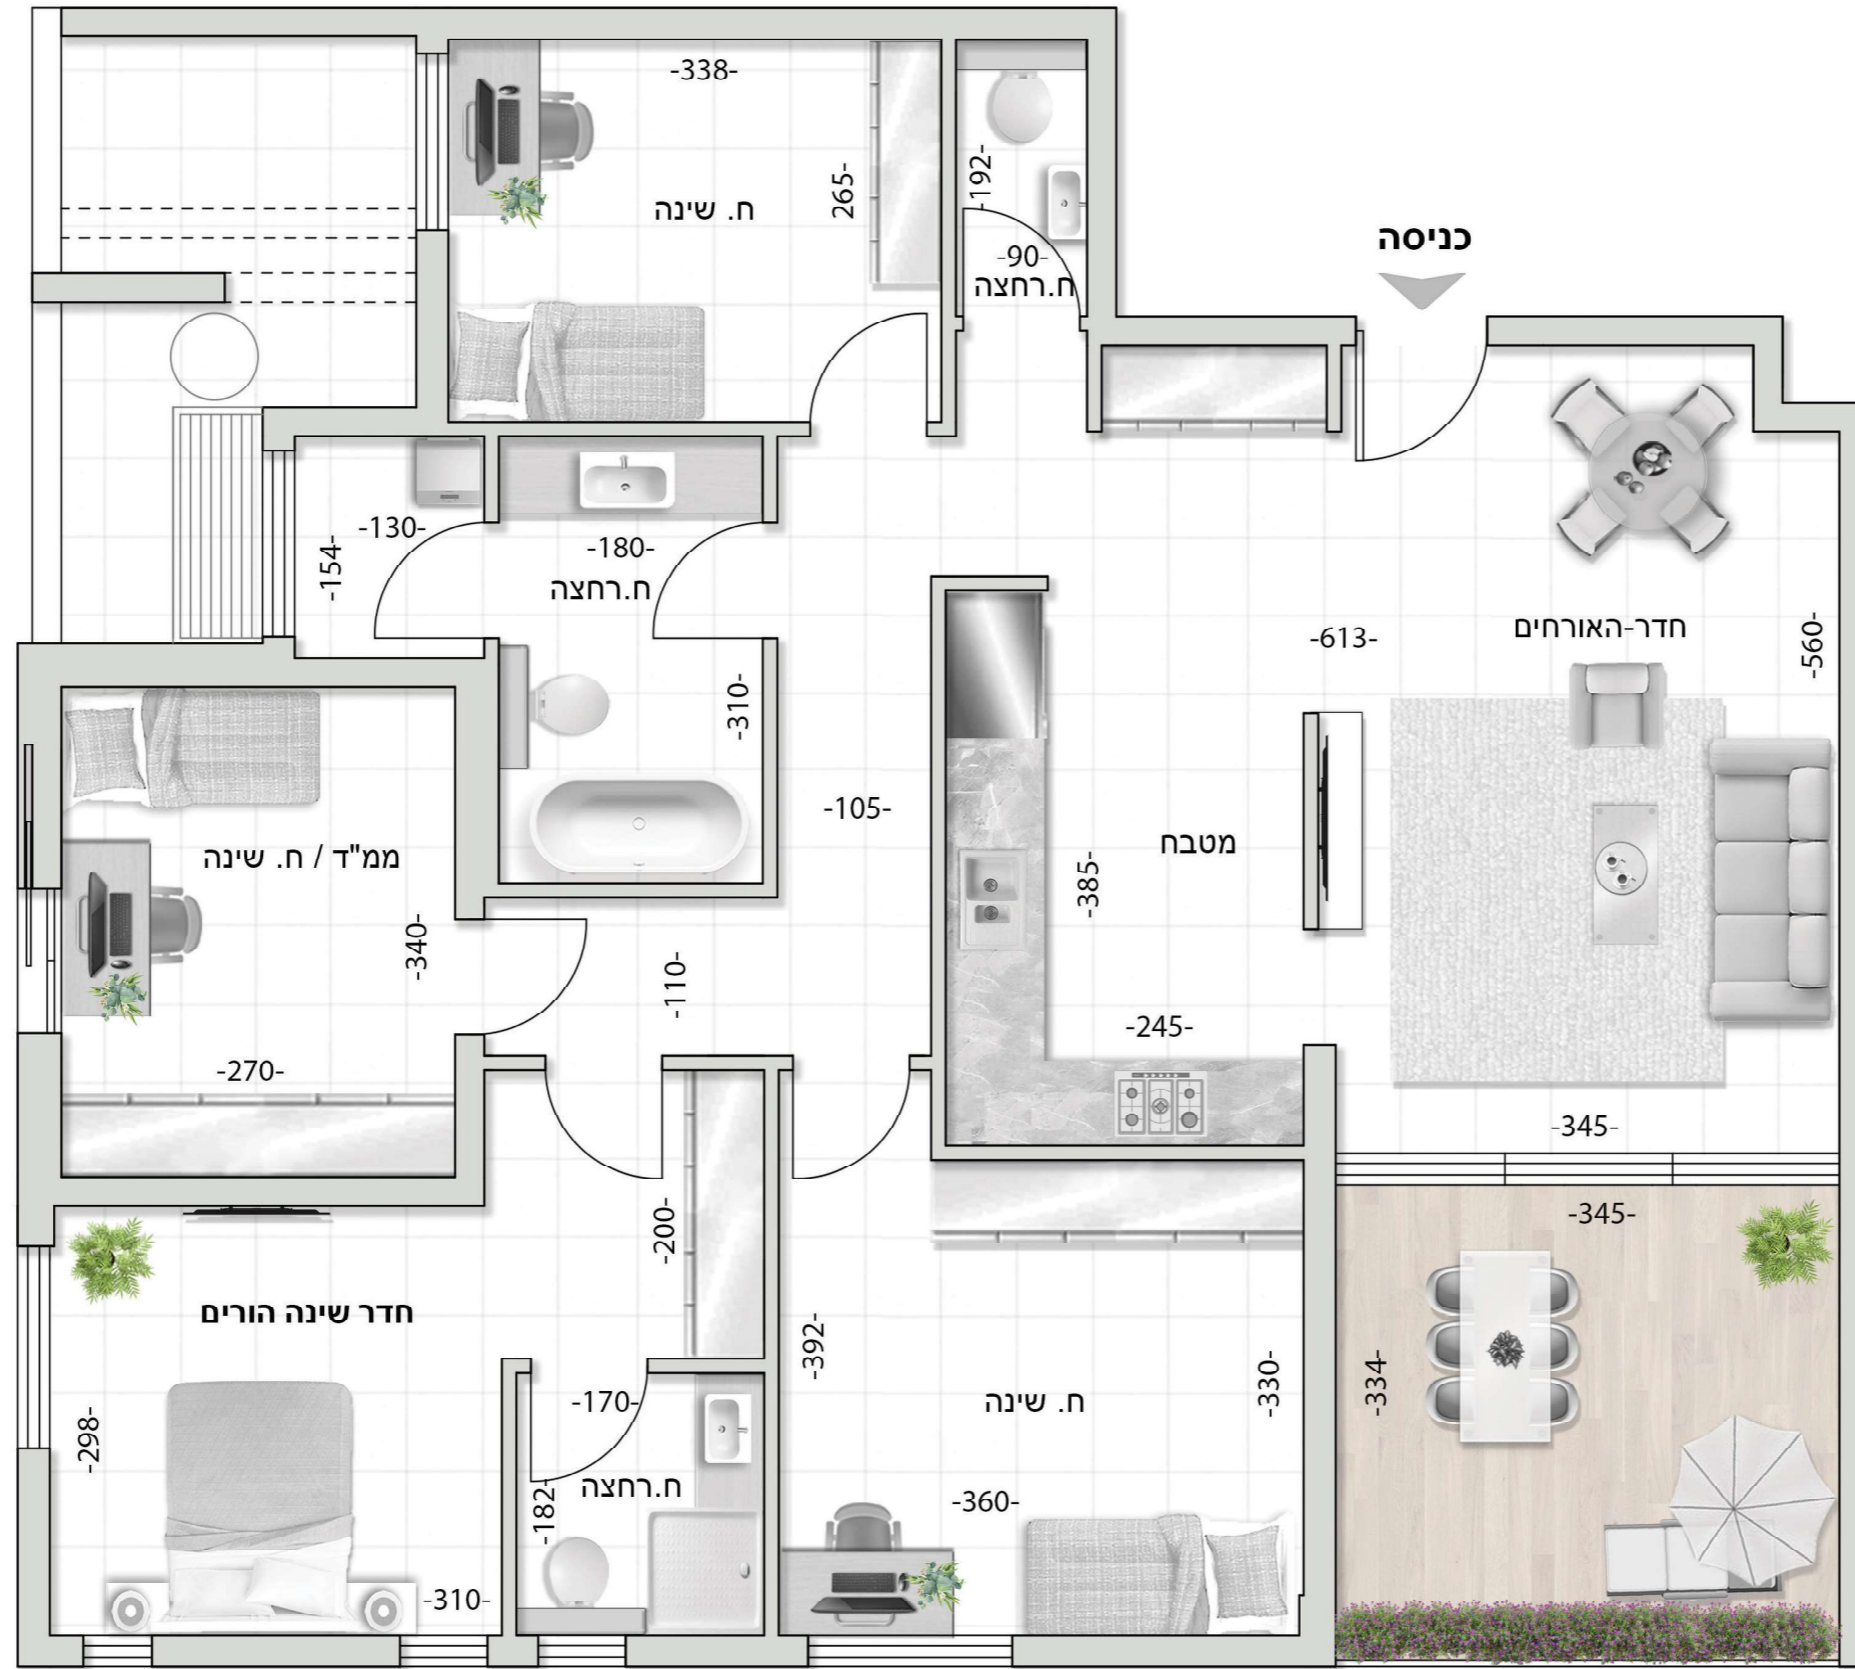 -338-
ח. שינה
265-
-192-
-90-
ח.רחצה
כניסה
-130-
-154-
-180-
ח.רחצה
-310-
-613-
חדר-האורחים
-560-
-105-
מטבח
-385-
-245-
ממ"ד / ח. שינה
-340-
-110-
-270-
-345-
-345-
-200-
חדר שינה הורים
-298-
-310-
-170-
ח.רחצה
-182-
-392-
ח. שינה
-330-
-360-
-334-